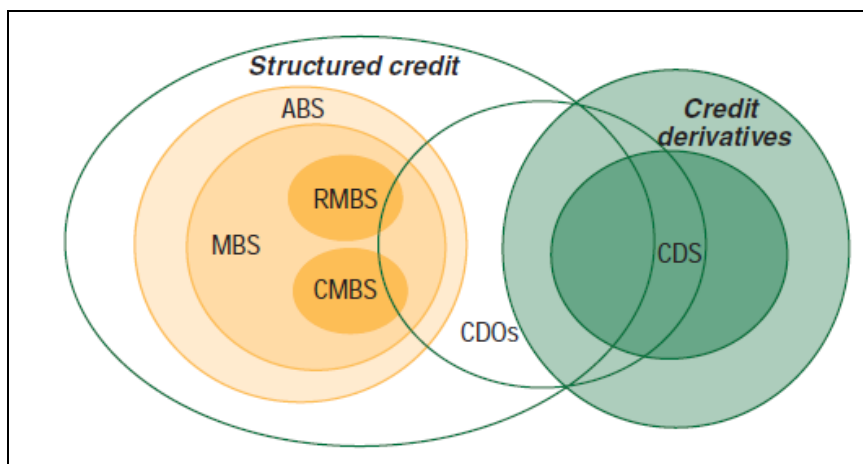 Structured credit
ABS
Credit
derivatives
RMBS
MBS
CDS
CMBS
CDOs